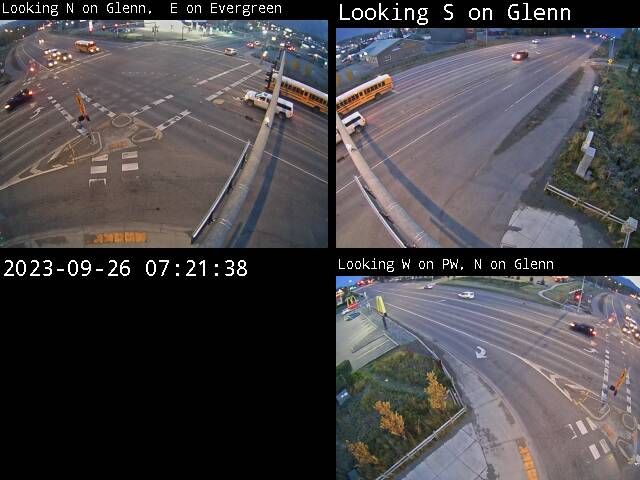 Looking N on Glenn,  E on Evergreen
Looking S on Glenn
2023-09-26 07:21:38
Looking W on PW, N on Glenn